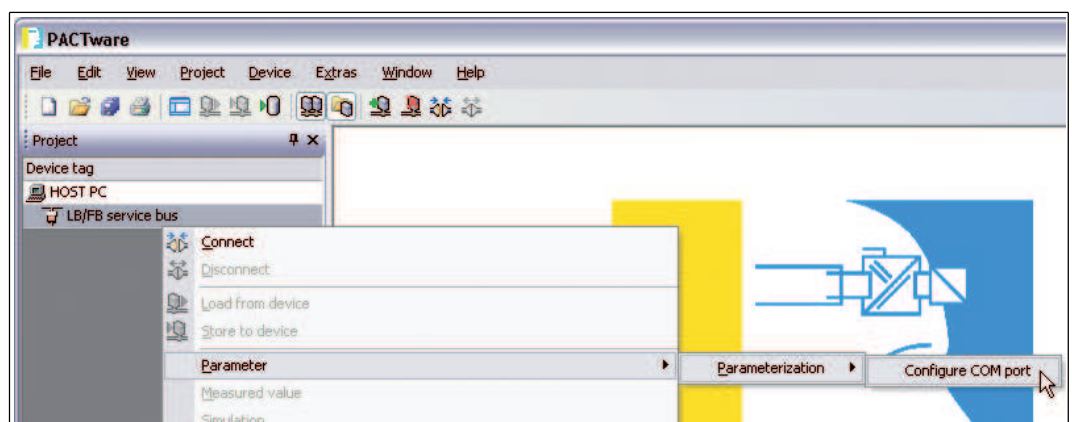 PACTware
File Edit View Project Device Extras Window Help
Project
Device tag
HOST PC
LB/FB service bus
Connect
Disconnect
Load from device
Store to device
Parameter
Parameterization
Configure COM port
Measured value
Simulation